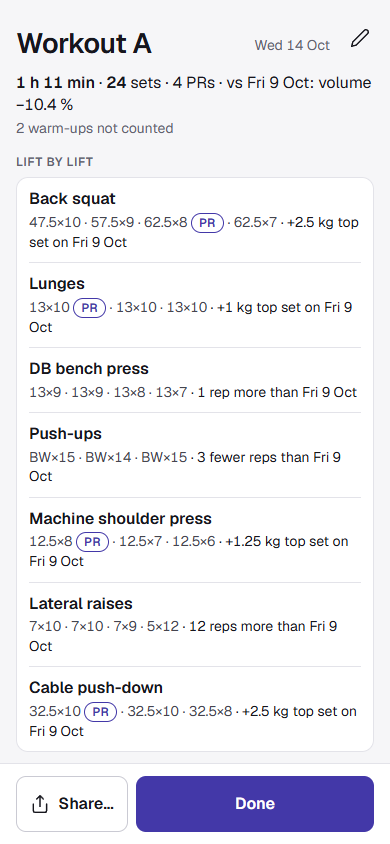 Workout A
Wed 14 Oct
1 h 11 min · 24 sets · 4 PRs · vs Fri 9 Oct: volume
−10.4 %
2 warm-ups not counted
LIFT BY LIFT
Back squat
47.5×10 · 57.5×9 · 62.5×8 PR · 62.5×7 · +2.5 kg top
set on Fri 9 Oct
Lunges
13×10 PR · 13×10 · 13×10 · +1 kg top set on Fri 9
Oct
DB bench press
13×9 · 13×9 · 13×8 · 13×7 · 1 rep more than Fri 9 Oct
Push-ups
BW×15 · BW×14 · BW×15 · 3 fewer reps than Fri 9
Oct
Machine shoulder press
12.5×8 PR · 12.5×7 · 12.5×6 · +1.25 kg top set on
Fri 9 Oct
Lateral raises
7×10 · 7×10 · 7×9 · 5×12 · 12 reps more than Fri 9
Oct
Cable push-down
32.5×10 PR · 32.5×10 · 32.5×8 · +2.5 kg top set on
Fri 9 Oct
Share...
Done